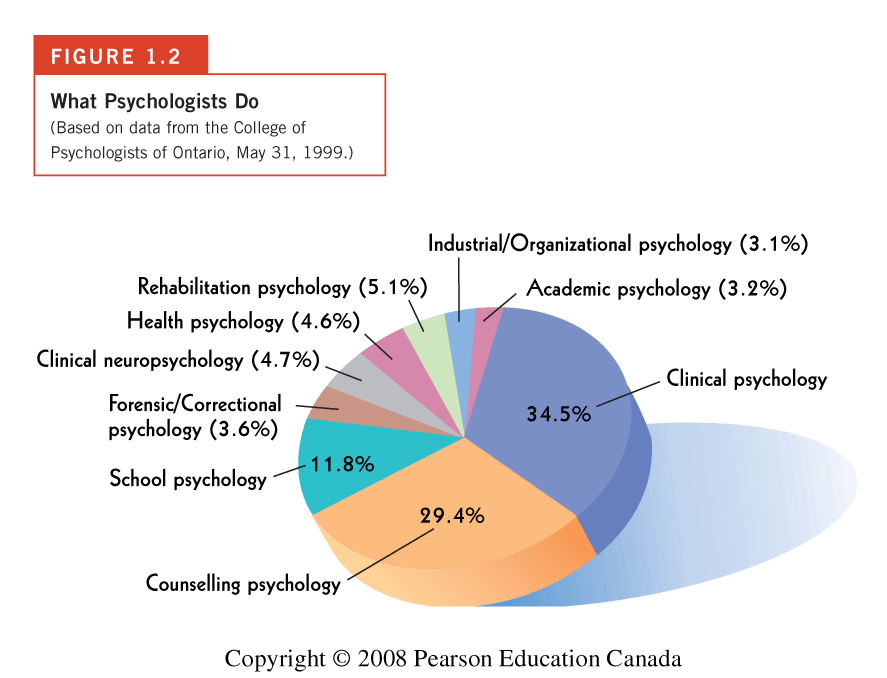 FIGURE 1.2
What Psychologists Do
(Based on data from the College of
Psychologists of Ontario, May 31, 1999.)
Industrial/Organizational psychology (3.1%)
Rehabilitation psychology (5.1%)
Academic psychology (3.2%)
Health psychology (4.6%)
Clinical neuropsychology (4.7%)
Clinical psychology
34.5%
Forensic/Correctional
psychology (3.6%)
School psychology
11.8%
29.4%
Counselling psychology
Copyright © 2008 Pearson Education Canada